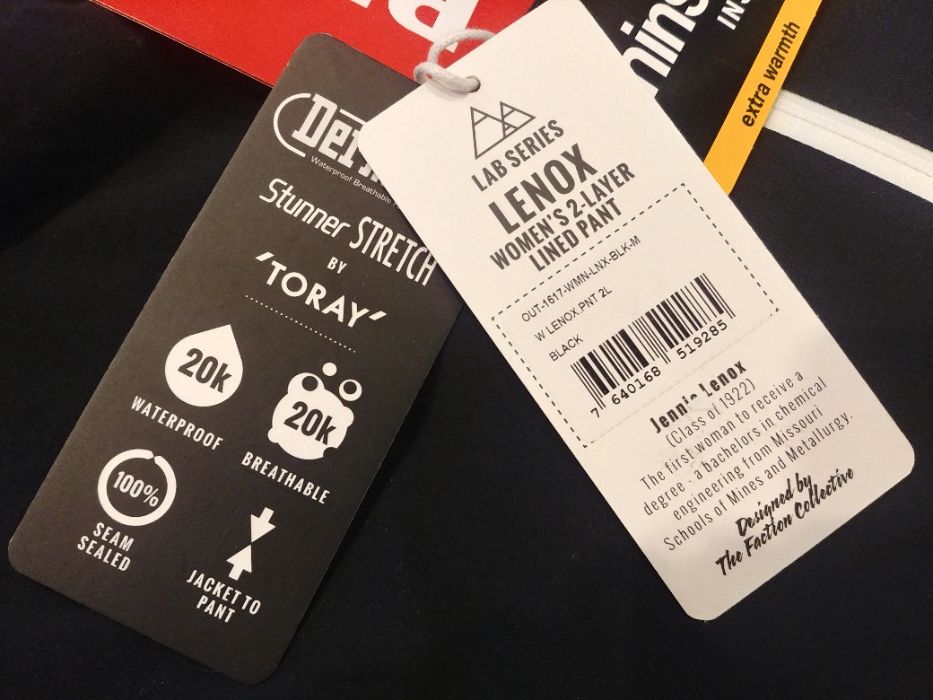 Stunner STRETCH
BY
'TORAY'
20k
WATERPROOF
20k
BREATHABLE
100%
SEAM
SEALED
JACKET TO
PANT
LAB SERIES
LENOX
WOMEN'S 2-LAYER
LINED PANT
OUT-1617-WMN-LNX-BLK-M
W LENOX PNT 2L
BLACK
7 640168 519285
Jennie Lenox
(Class of 1922)
The first woman to receive a
degree - a bachelors in chemical
engineering from Missouri
Schools of Mines and Metallurgy.
Designed by
The Faction Collective
extra warmth
Waterproof Breathable